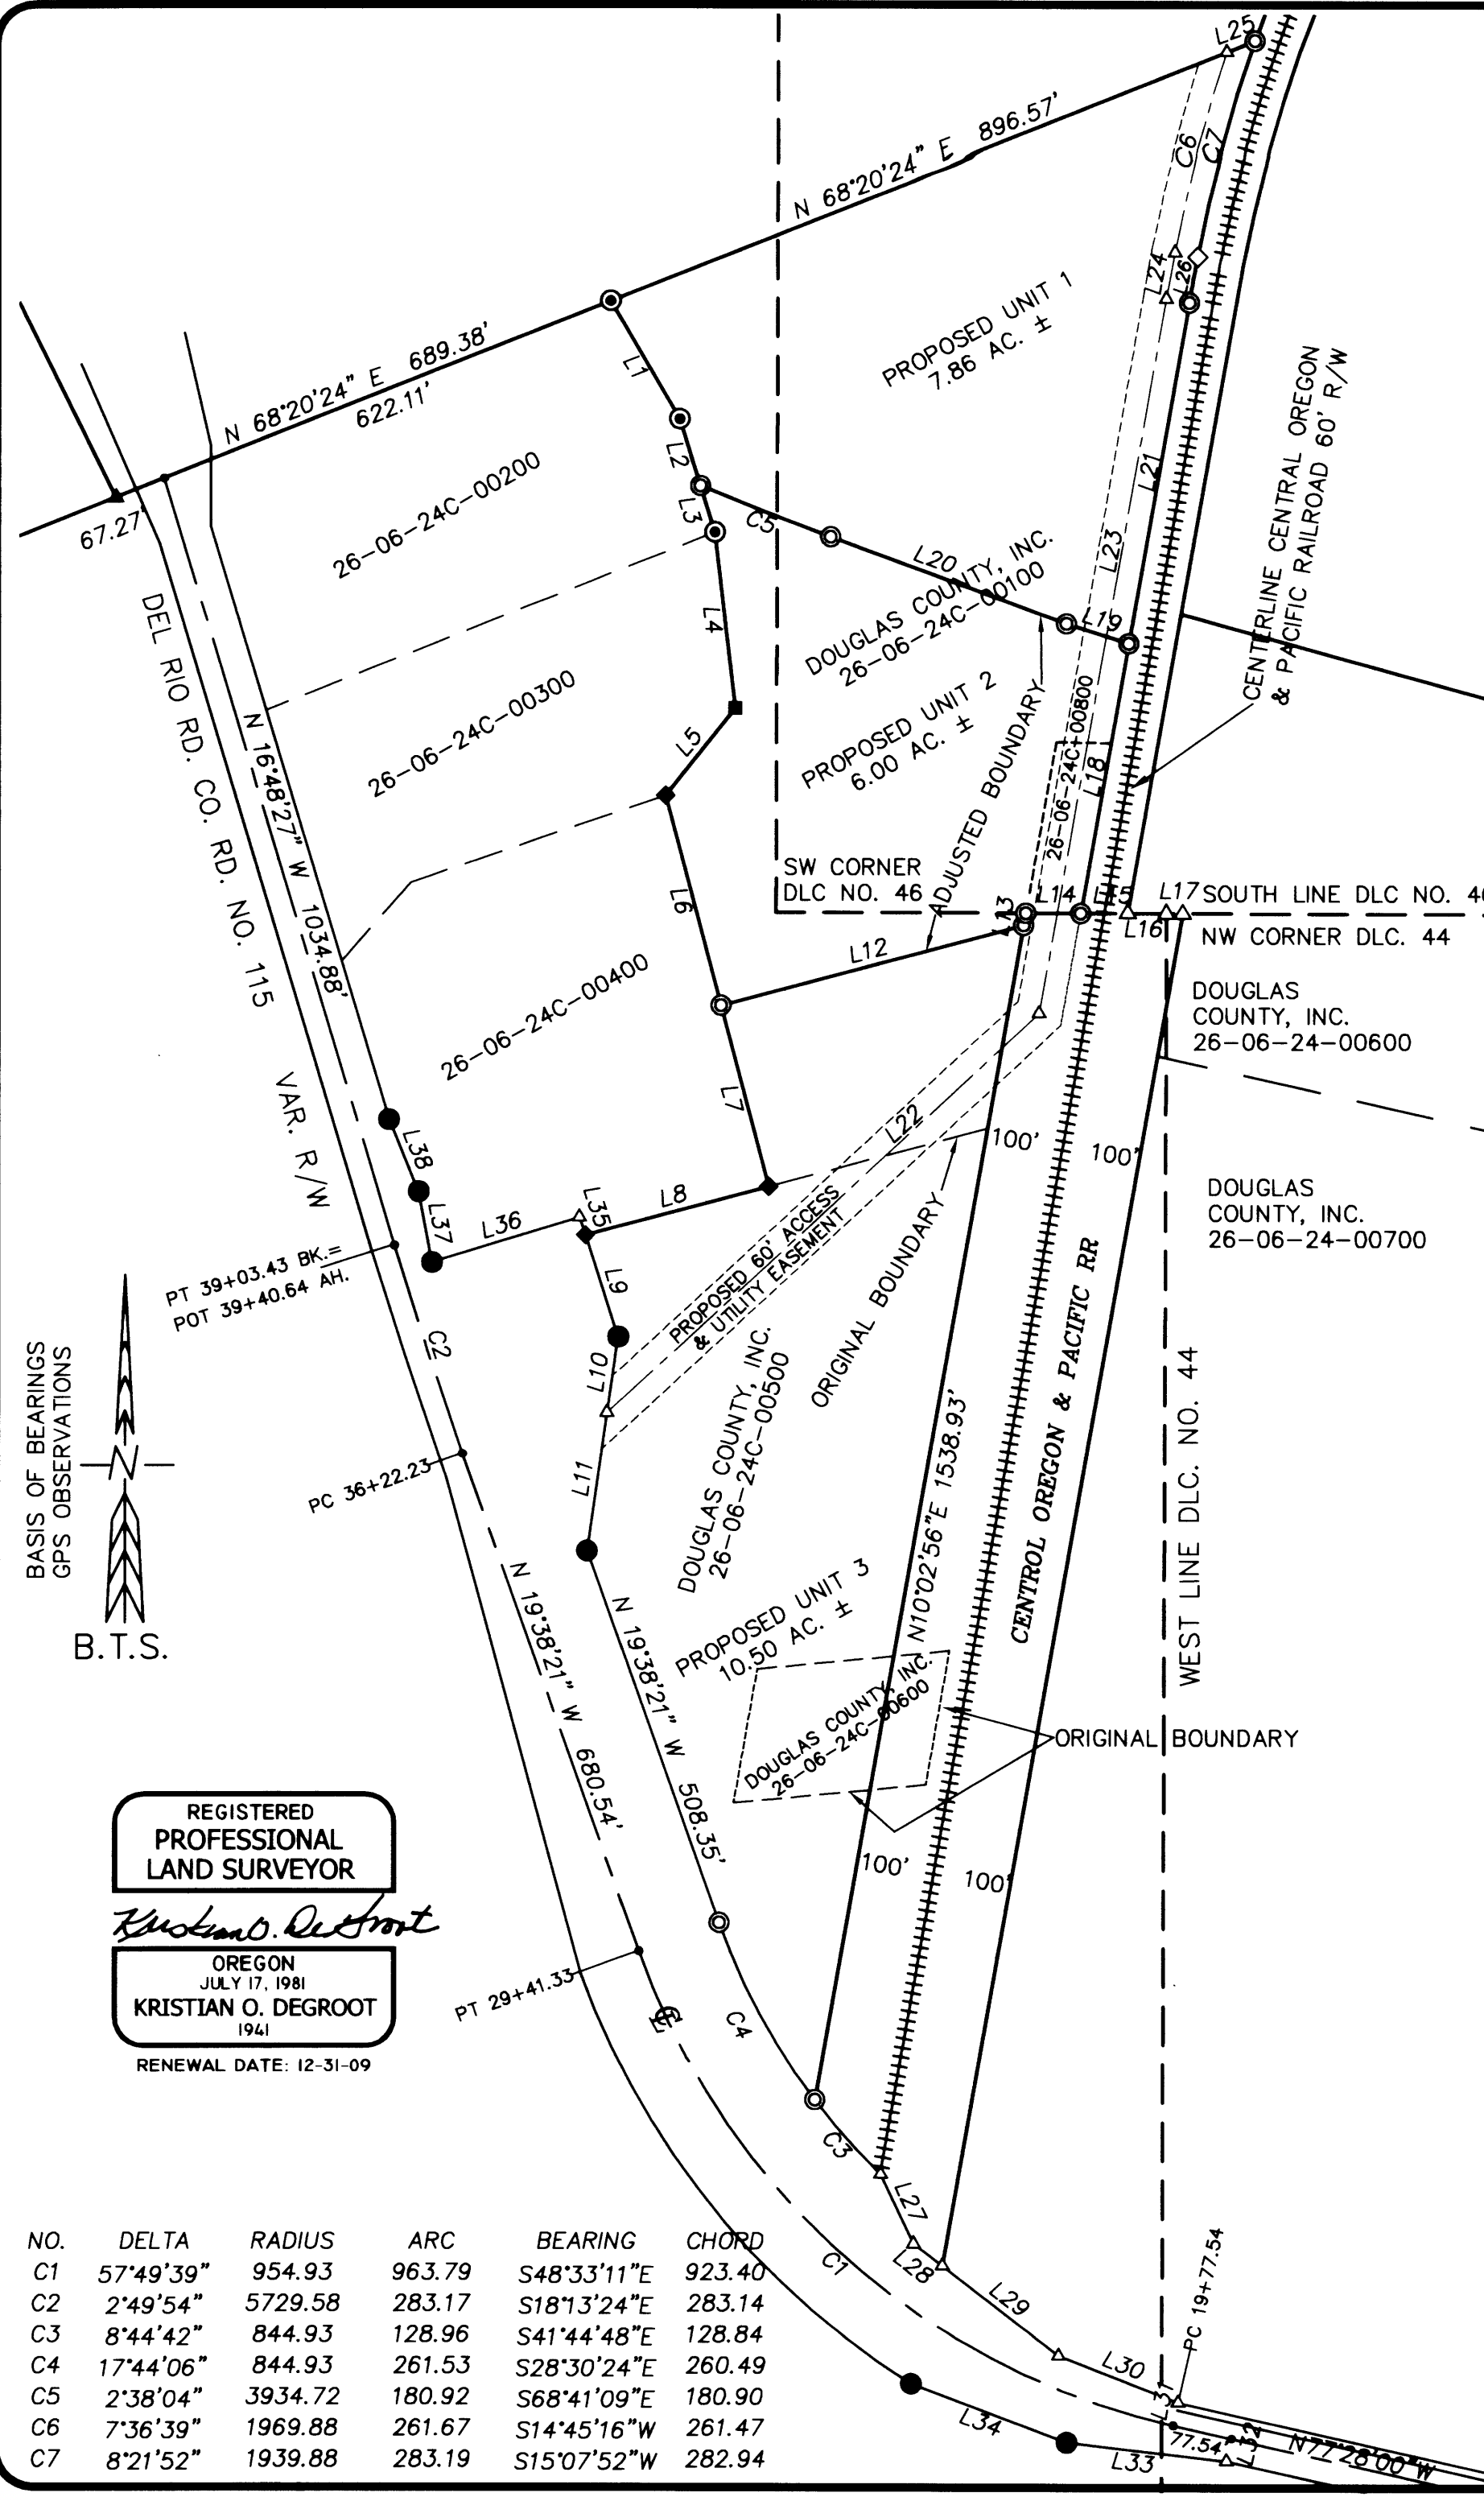 L25
N 68°20'24" E 896.57'
C6
C7
L24
L26
PROPOSED UNIT 1
7.86 AC. ±
N 68°20'24" E 689.38'
622.11'
L1
L2
L3
67.27'
26-06-24C-00200
C5
L20
L21
L23
L19
CENTERLINE CENTRAL OREGON
& PACIFIC RAILROAD 60' R/W
DOUGLAS COUNTY, INC.
26-06-24C-00100
L4
DEL RIO RD. CO. RD. NO. 115
VAR. R/W
N 16°48'27" W 1034.88'
26-06-24C-00300
L5
PROPOSED UNIT 2
6.00 AC. ±
ADJUSTED BOUNDARY
26-06-24C-00800
L18
SW CORNER
DLC NO. 46
L6
13
L14
L15
L16
L17
SOUTH LINE DLC NO. 46
NW CORNER DLC. 44
L12
26-06-24C-00400
DOUGLAS
COUNTY, INC.
26-06-24-00600
L7
L22
100'
100'
L38
L37
L36
L35
L8
DOUGLAS
COUNTY, INC.
26-06-24-00700
PROPOSED 60' ACCESS
& UTILITY EASEMENT
ORIGINAL BOUNDARY
PT 39+03.43 BK.=
POT 39+40.64 AH.
L9
C2
L10
L11
BASIS OF BEARINGS
GPS OBSERVATIONS
N
B.T.S.
PC 36+22.23
DOUGLAS COUNTY, INC.
26-06-24C-00500
N10°02'56"E 1538.93'
CENTROL OREGON & PACIFIC RR
WEST LINE DLC. NO. 44
N 19°38'21" W 680.54'
N 19°38'21" W 508.35'
PROPOSED UNIT 3
10.50 AC. ±
DOUGLAS COUNTY, INC.
26-06-24C-00600
ORIGINAL BOUNDARY
100'
100'
REGISTERED
PROFESSIONAL
LAND SURVEYOR
Kristian O. DeGroot
OREGON
JULY 17, 1981
KRISTIAN O. DEGROOT
1941
RENEWAL DATE: 12-31-09
PT 29+41.33
C4
C3
L27
L28
C1
L29
L30
PC 19+77.54
L31
L32
77.54'
N77°28'00"W
L34
L33
NO. DELTA RADIUS ARC BEARING CHORD
C1 57°49'39" 954.93 963.79 S48°33'11"E 923.40
C2 2°49'54" 5729.58 283.17 S18°13'24"E 283.14
C3 8°44'42" 844.93 128.96 S41°44'48"E 128.84
C4 17°44'06" 844.93 261.53 S28°30'24"E 260.49
C5 2°38'04" 3934.72 180.92 S68°41'09"E 180.90
C6 7°36'39" 1969.88 261.67 S14°45'16"W 261.47
C7 8°21'52" 1939.88 283.19 S15°07'52"W 282.94